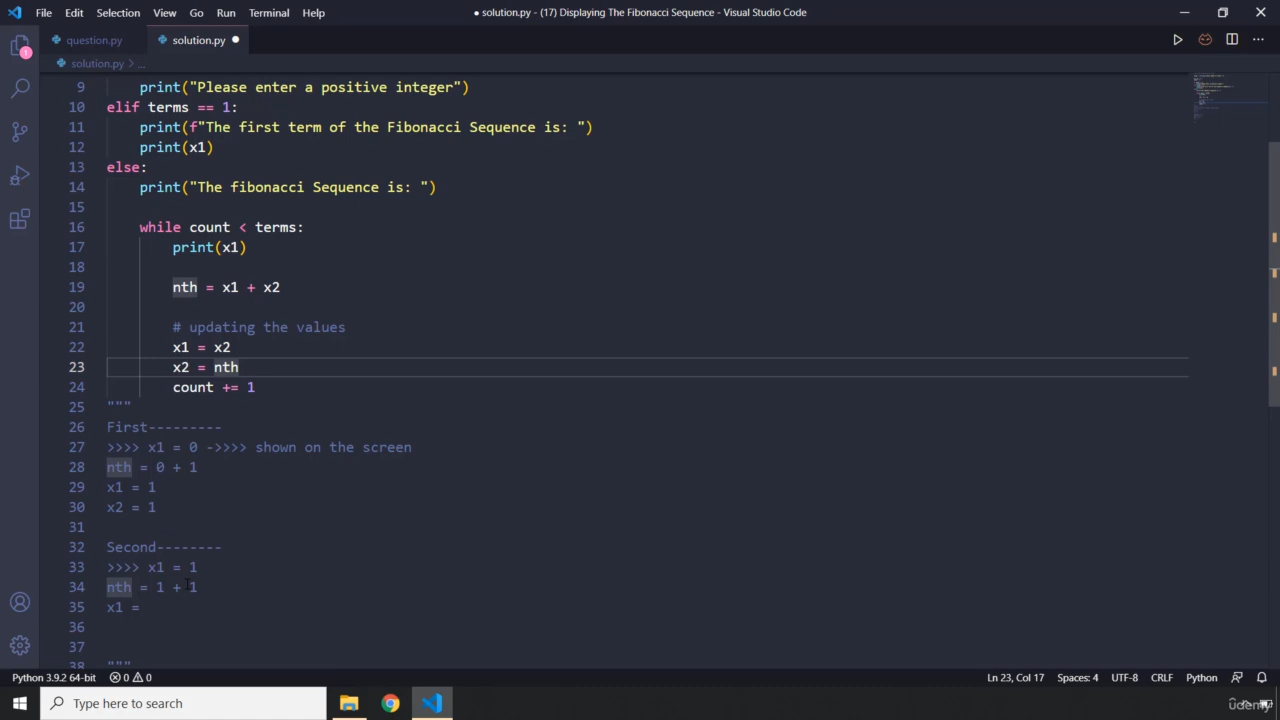 File Edit Selection View Go Run Terminal Help
● solution.py - (17) Displaying The Fibonacci Sequence - Visual Studio Code
question.py solution.py ●
solution.py > ...
1
9 print("Please enter a positive integer")
10 elif terms == 1:
11 print(f"The first term of the Fibonacci Sequence is: ")
12 print(x1)
13 else:
14 print("The fibonacci Sequence is: ")
15
16 while count < terms:
17 print(x1)
18
19 nth = x1 + x2
20
21 # updating the values
22 x1 = x2
23 x2 = nth
24 count += 1
25 """
26 First---------
27 >>>> x1 = 0 ->>>> shown on the screen
28 nth = 0 + 1
29 x1 = 1
30 x2 = 1
31
32 Second--------
33 >>>> x1 = 1
34 nth = 1 + 1
35 x1 =
36
37
38 """
Python 3.9.2 64-bit 0 0 Ln 23, Col 17 Spaces: 4 UTF-8 CRLF Python
Type here to search
udemy